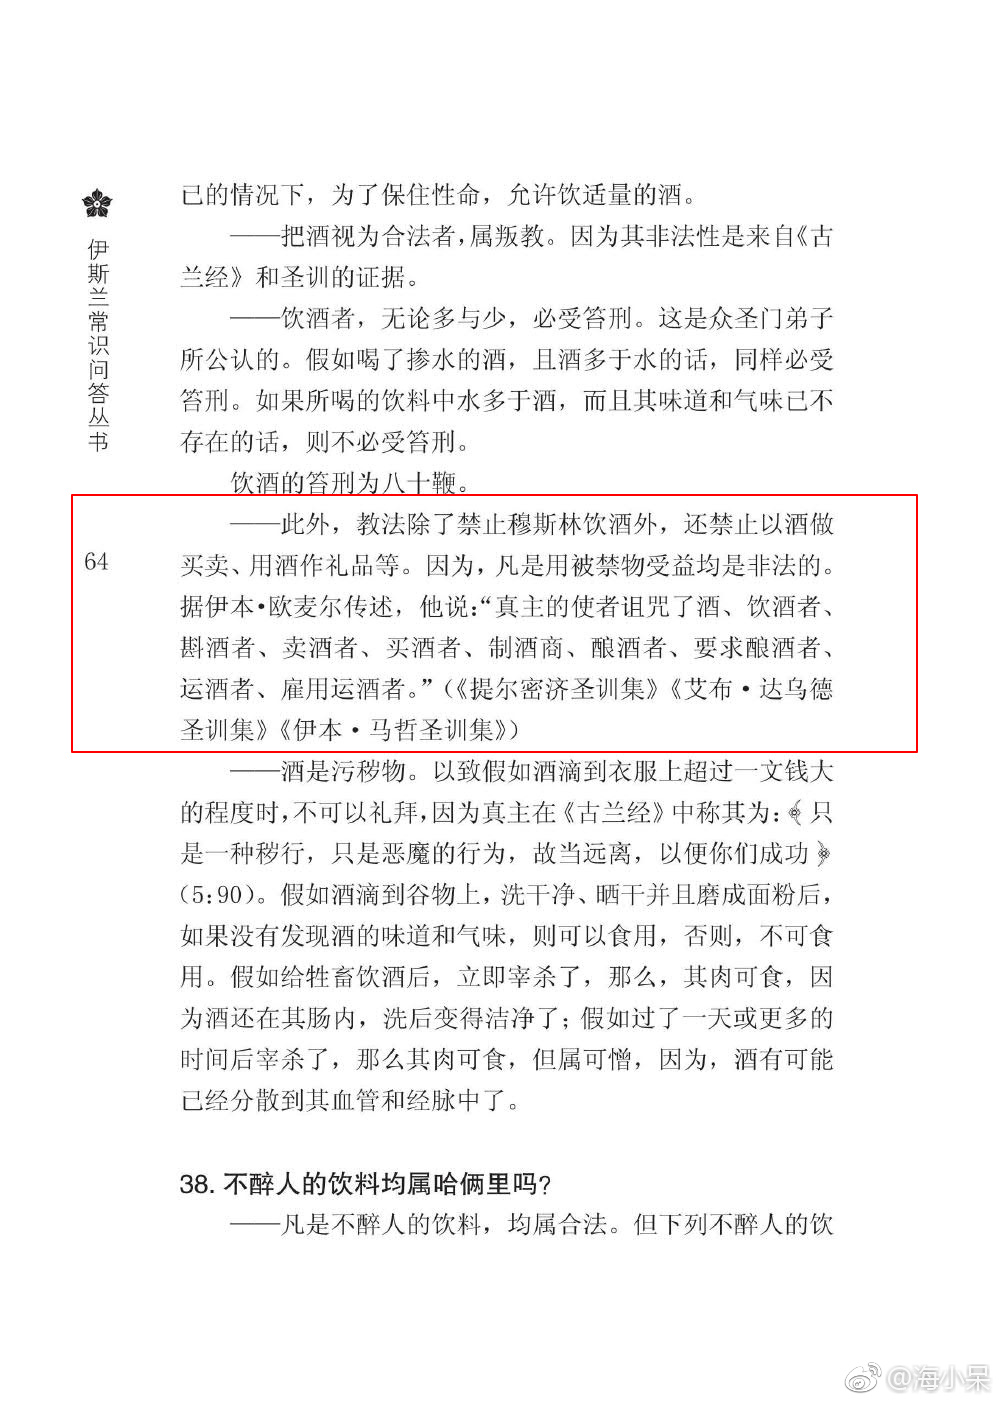 已的情况下，为了保住性命，允许饮适量的酒。
——把酒视为合法者，属叛教。因为其非法性是来自《古
兰经》和圣训的证据。
——饮酒者，无论多与少，必受笞刑。这是众圣门弟子
所公认的。假如喝了掺水的酒，且酒多于水的话，同样必受
笞刑。如果所喝的饮料中水多于酒，而且其味道和气味已不
存在的话，则不必受笞刑。
饮酒的笞刑为八十鞭。
——此外，教法除了禁止穆斯林饮酒外，还禁止以酒做
买卖、用酒作礼品等。因为，凡是用被禁物受益均是非法的。
据伊本·欧麦尔传述，他说：“真主的使者诅咒了酒、饮酒者、
斟酒者、卖酒者、买酒者、制酒商、酿酒者、要求酿酒者、
运酒者、雇用运酒者。”（《提尔密济圣训集》《艾布·达乌德
圣训集》《伊本·马哲圣训集》）
——酒是污秽物。以致假如酒滴到衣服上超过一文钱大
的程度时，不可以礼拜，因为真主在《古兰经》中称其为：﴾只
是一种秽行，只是恶魔的行为，故当远离，以便你们成功﴿
（5：90）。假如酒滴到谷物上，洗干净、晒干并且磨成面粉后，
如果没有发现酒的味道和气味，则可以食用，否则，不可食
用。假如给牲畜饮酒后，立即宰杀了，那么，其肉可食，因
为酒还在其肠内，洗后变得洁净了；假如过了一天或更多的
时间后宰杀了，那么其肉可食，但属可憎，因为，酒有可能
已经分散到其血管和经脉中了。
38. 不醉人的饮料均属哈俩里吗？
——凡是不醉人的饮料，均属合法。但下列不醉人的饮
伊斯兰常识问答丛书
64
@海小呆